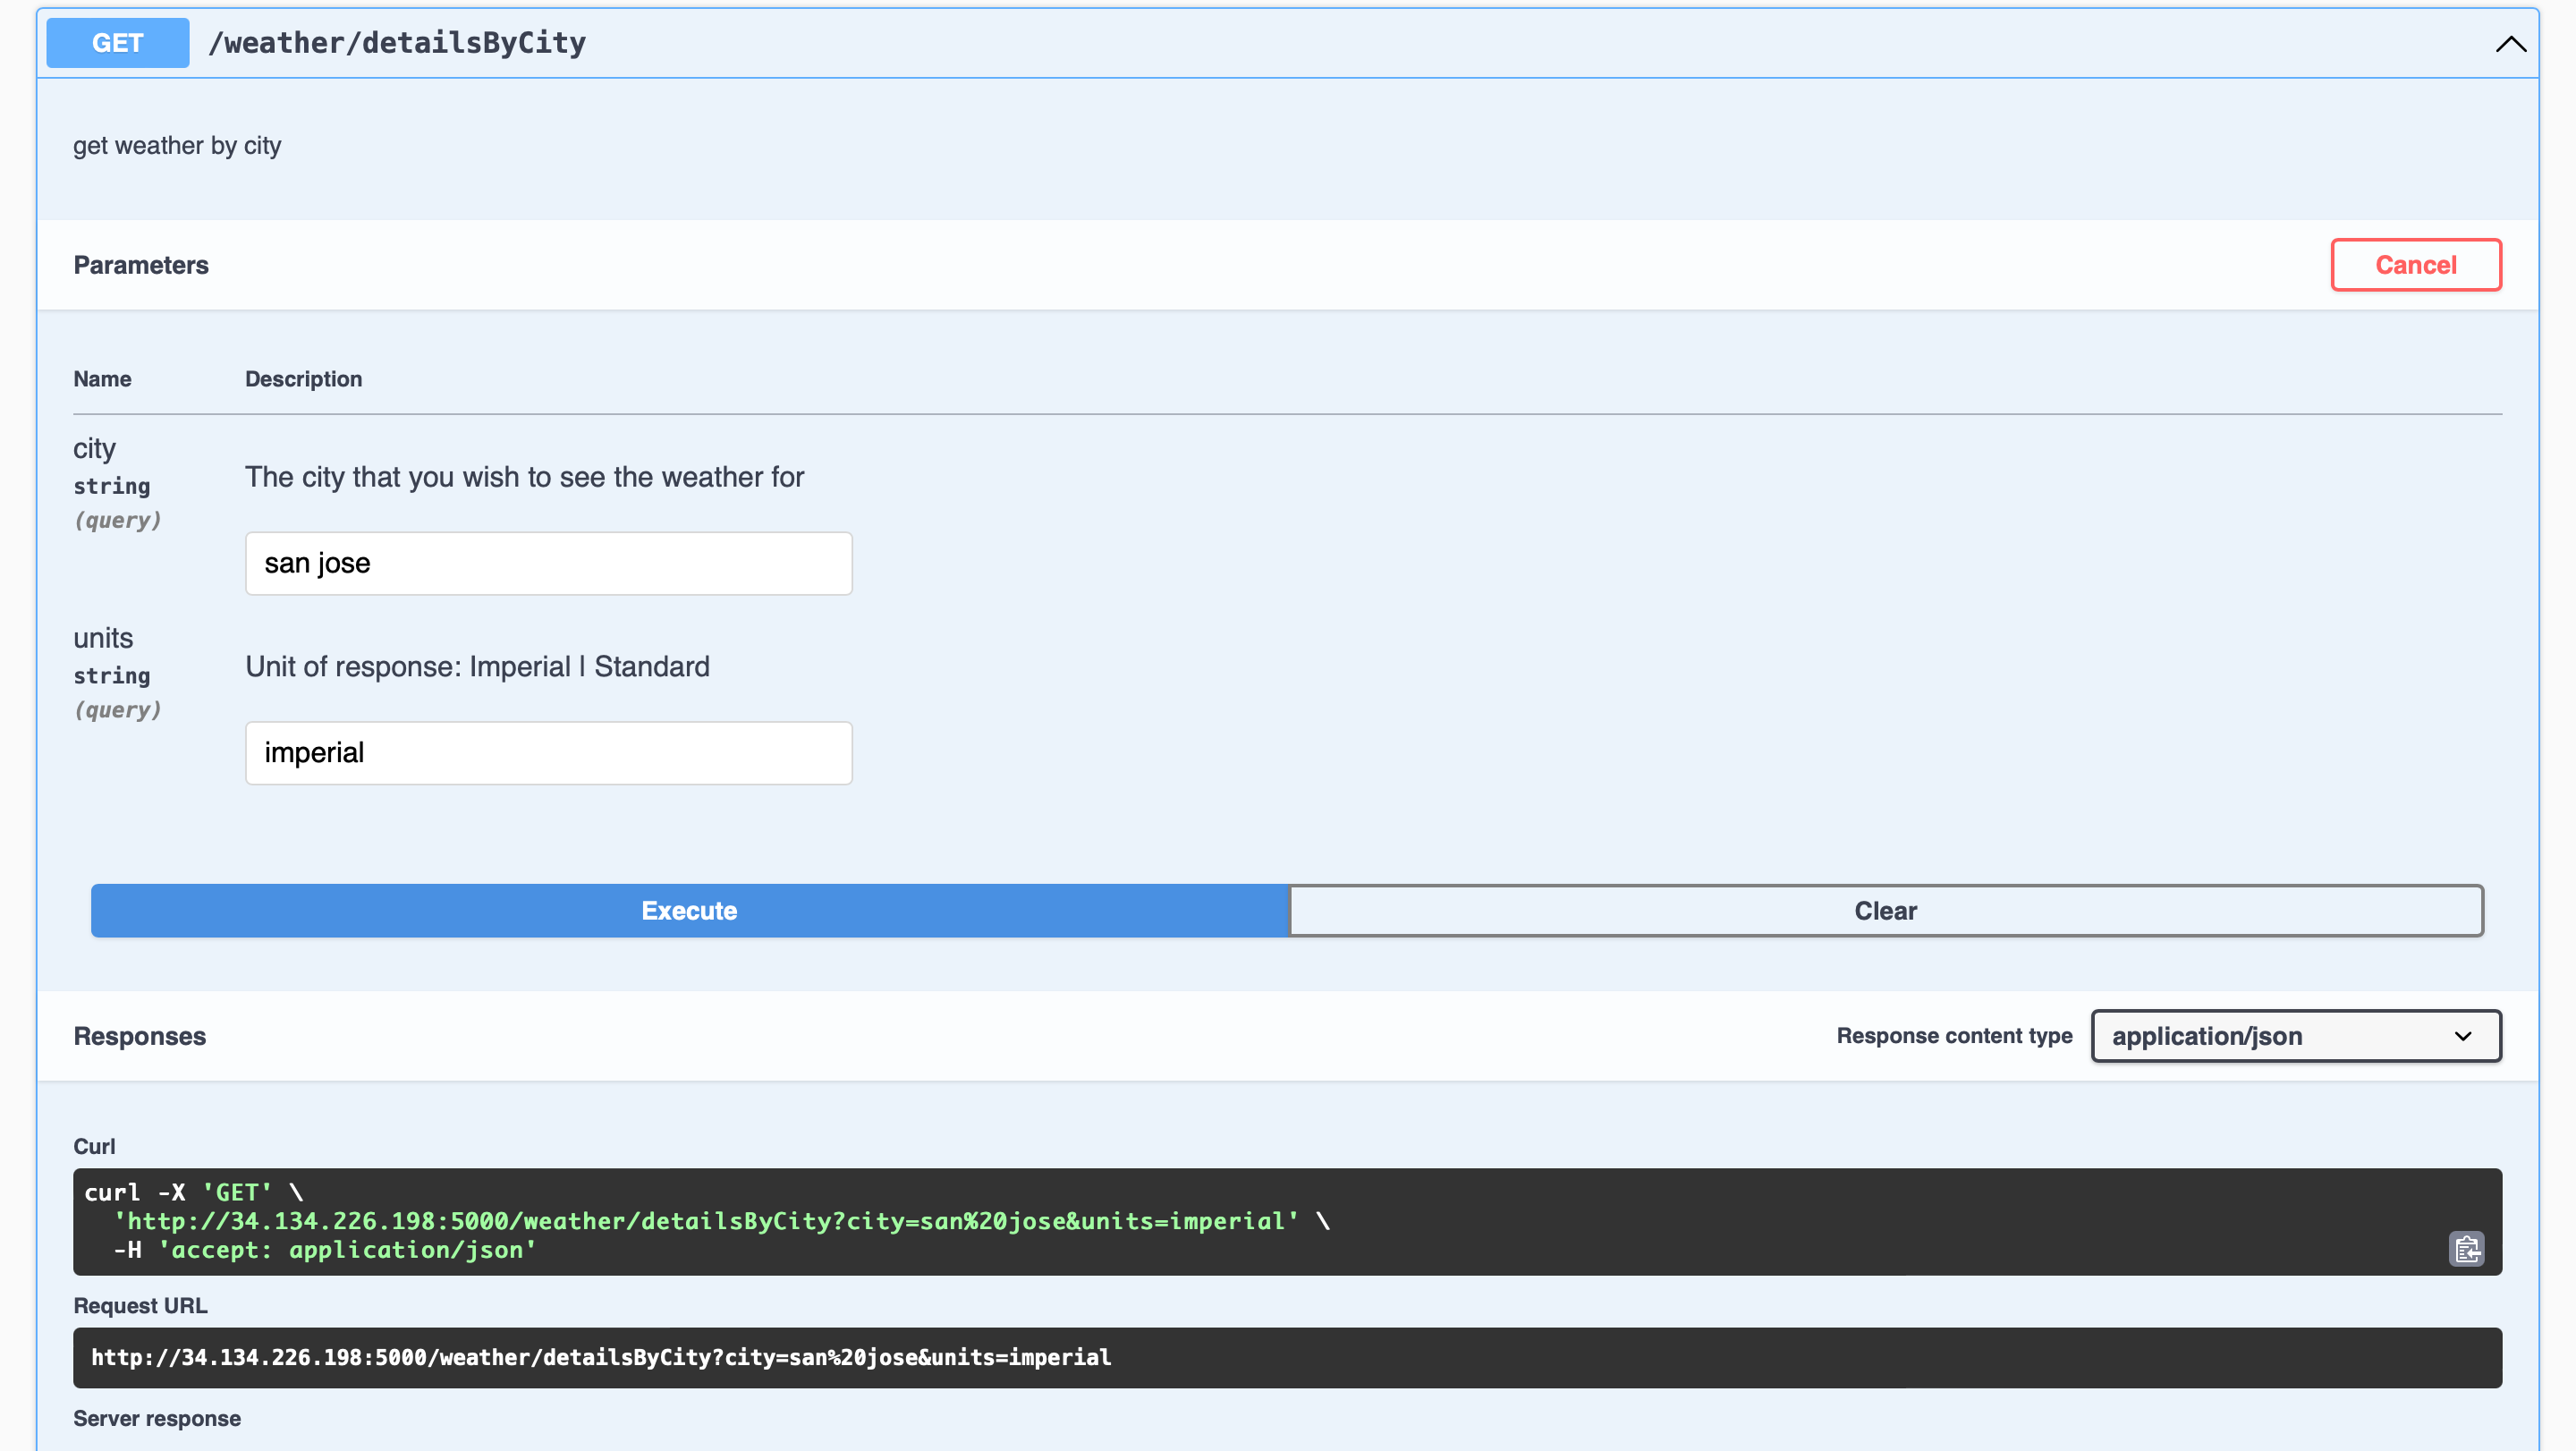 GET /weather/detailsByCity
get weather by city
Parameters
Cancel
Name Description
city
string
(query)
The city that you wish to see the weather for
san jose
units
string
(query)
Unit of response: Imperial | Standard
imperial
Execute
Clear
Responses
Response content type
application/json
Curl
curl -X 'GET' \
'http://34.134.226.198:5000/weather/detailsByCity?city=san%20jose&units=imperial' \
-H 'accept: application/json'
Request URL
http://34.134.226.198:5000/weather/detailsByCity?city=san%20jose&units=imperial
Server response